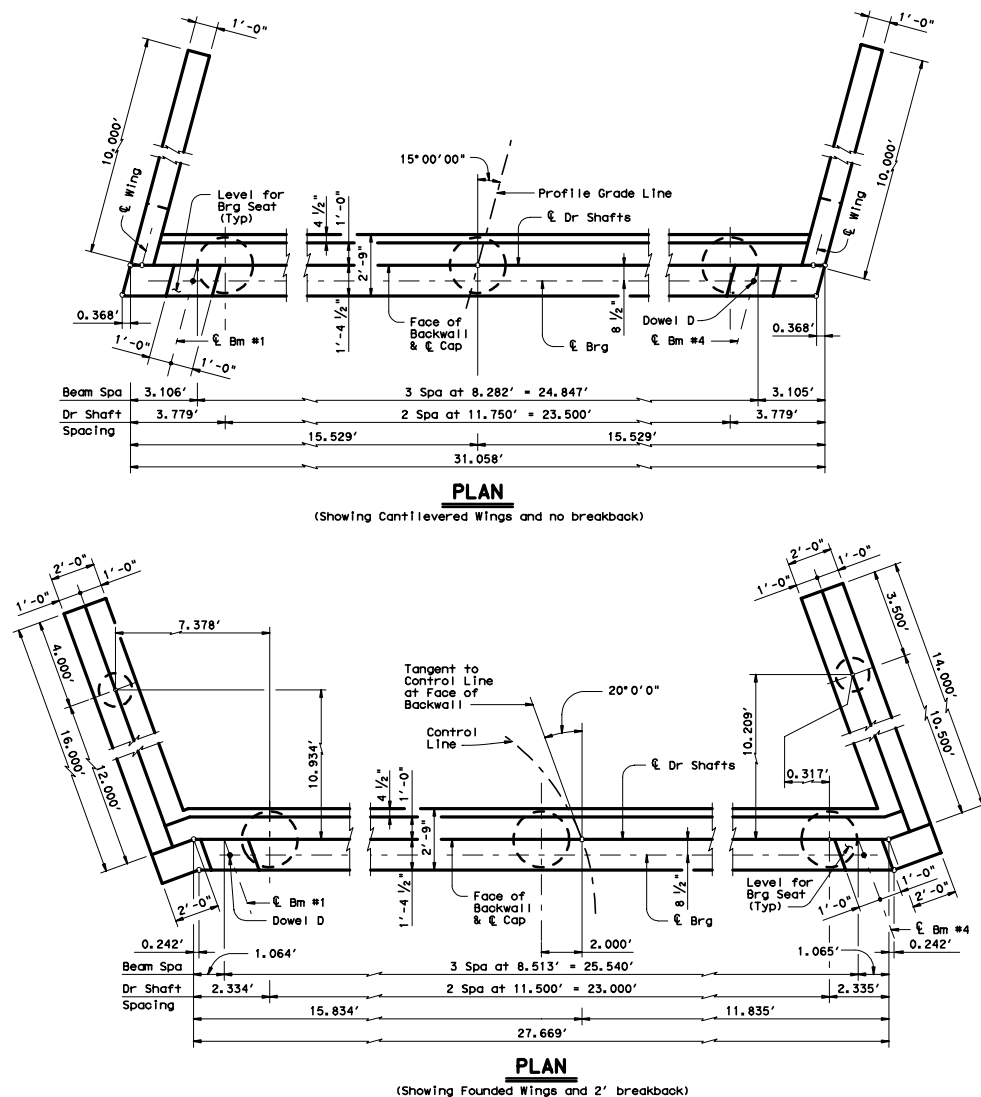 1'-0"
1'-0"
10.000'
℄ Wing
Level for
Brg Seat
(Typ)
4 ½"
1'-0"
2'-9"
1'-4 ½"
15°00'00"
Profile Grade Line
℄ Dr Shafts
10.000'
℄ Wing
0.368'
1'-0"
1'-0"
℄ Bm #1
Face of
Backwall
& ℄ Cap
℄ Brg
8 ½"
Dowel D
℄ Bm #4
0.368'
Beam Spa 3.106' 3 Spa at 8.282' = 24.847' 3.105'
Dr Shaft 3.779' 2 Spa at 11.750' = 23.500' 3.779'
Spacing
15.529' 15.529'
31.058'
PLAN
(Showing Cantilevered Wings and no breakback)
2'-0"
1'-0" 1'-0"
7.378'
4.000'
16.000'
12.000'
10.934'
4 ½"
1'-0"
2'-9"
1'-4 ½"
Tangent to
Control Line
at Face of
Backwall
20°0'0"
Control
Line
℄ Dr Shafts
2'-0"
1'-0" 1'-0"
3.500'
14.000'
10.500'
10.209'
0.317'
2'-0"
℄ Bm #1
Dowel D
Face of
Backwall
& ℄ Cap
℄ Brg
8 ½"
Level for
Brg Seat
(Typ)
1'-0"
1'-0"
2'-0"
℄ Bm #4
0.242'
1.064'
2.000'
1.065'
0.242'
Beam Spa 3 Spa at 8.513' = 25.540'
Dr Shaft 2.334' 2 Spa at 11.500' = 23.000' 2.335'
Spacing
15.834' 11.835'
27.669'
PLAN
(Showing Founded Wings and 2' breakback)